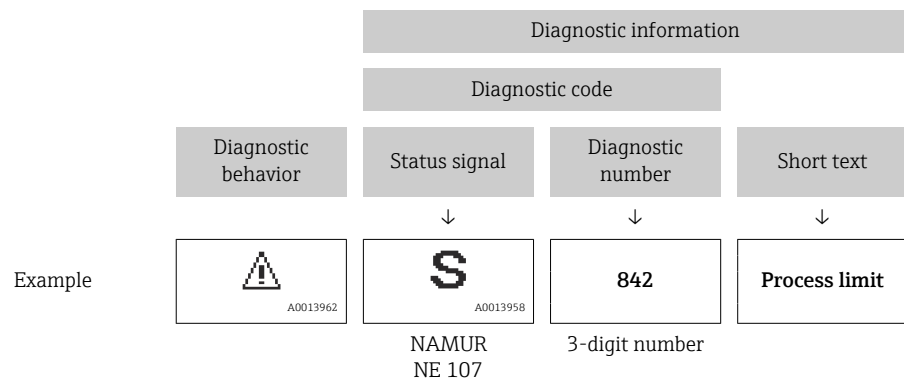 Diagnostic information
Diagnostic code
Diagnostic
behavior
Status signal
Diagnostic
number
Short text
↓ ↓ ↓
Example
A0013962
S
A0013958
842
Process limit
NAMUR
NE 107
3-digit number